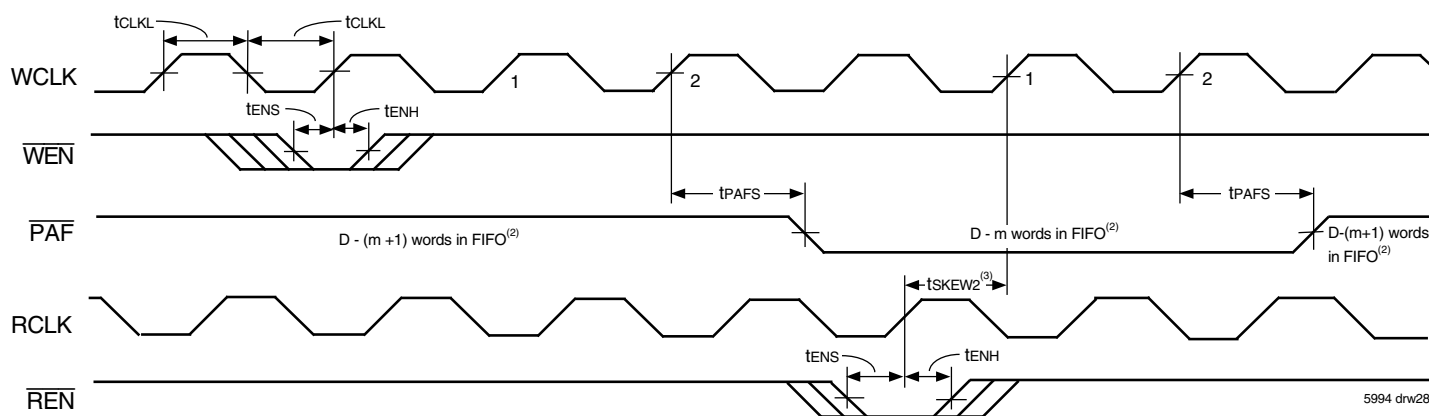 tCLKL tCLKL
WCLK 1 2 1 2
tENS tENH
WEN
tPAFS tPAFS
PAF
D - (m +1) words in FIFO(2) D - m words in FIFO(2) D-(m+1) words
in FIFO(2)
tSKEW2(3)
RCLK
tENS tENH
REN
5994 drw28